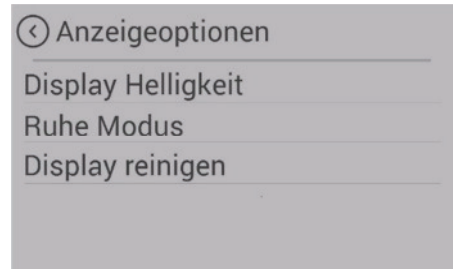 Anzeigeoptionen
Display Helligkeit
Ruhe Modus
Display reinigen